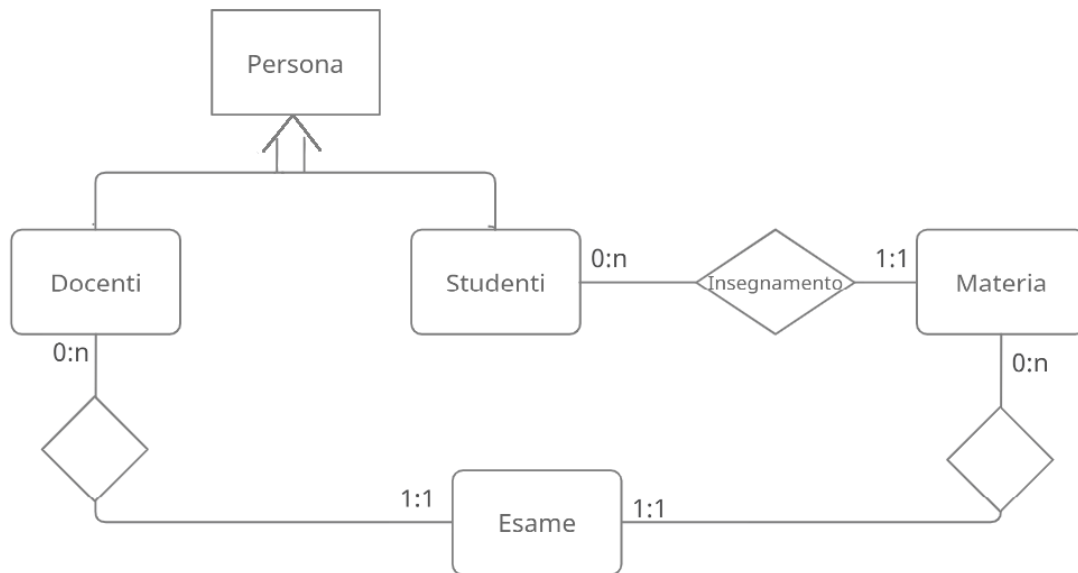 Persona
Docenti
Studenti
0:n
Insegnamento
1:1
Materia
0:n
0:n
1:1
Esame
1:1